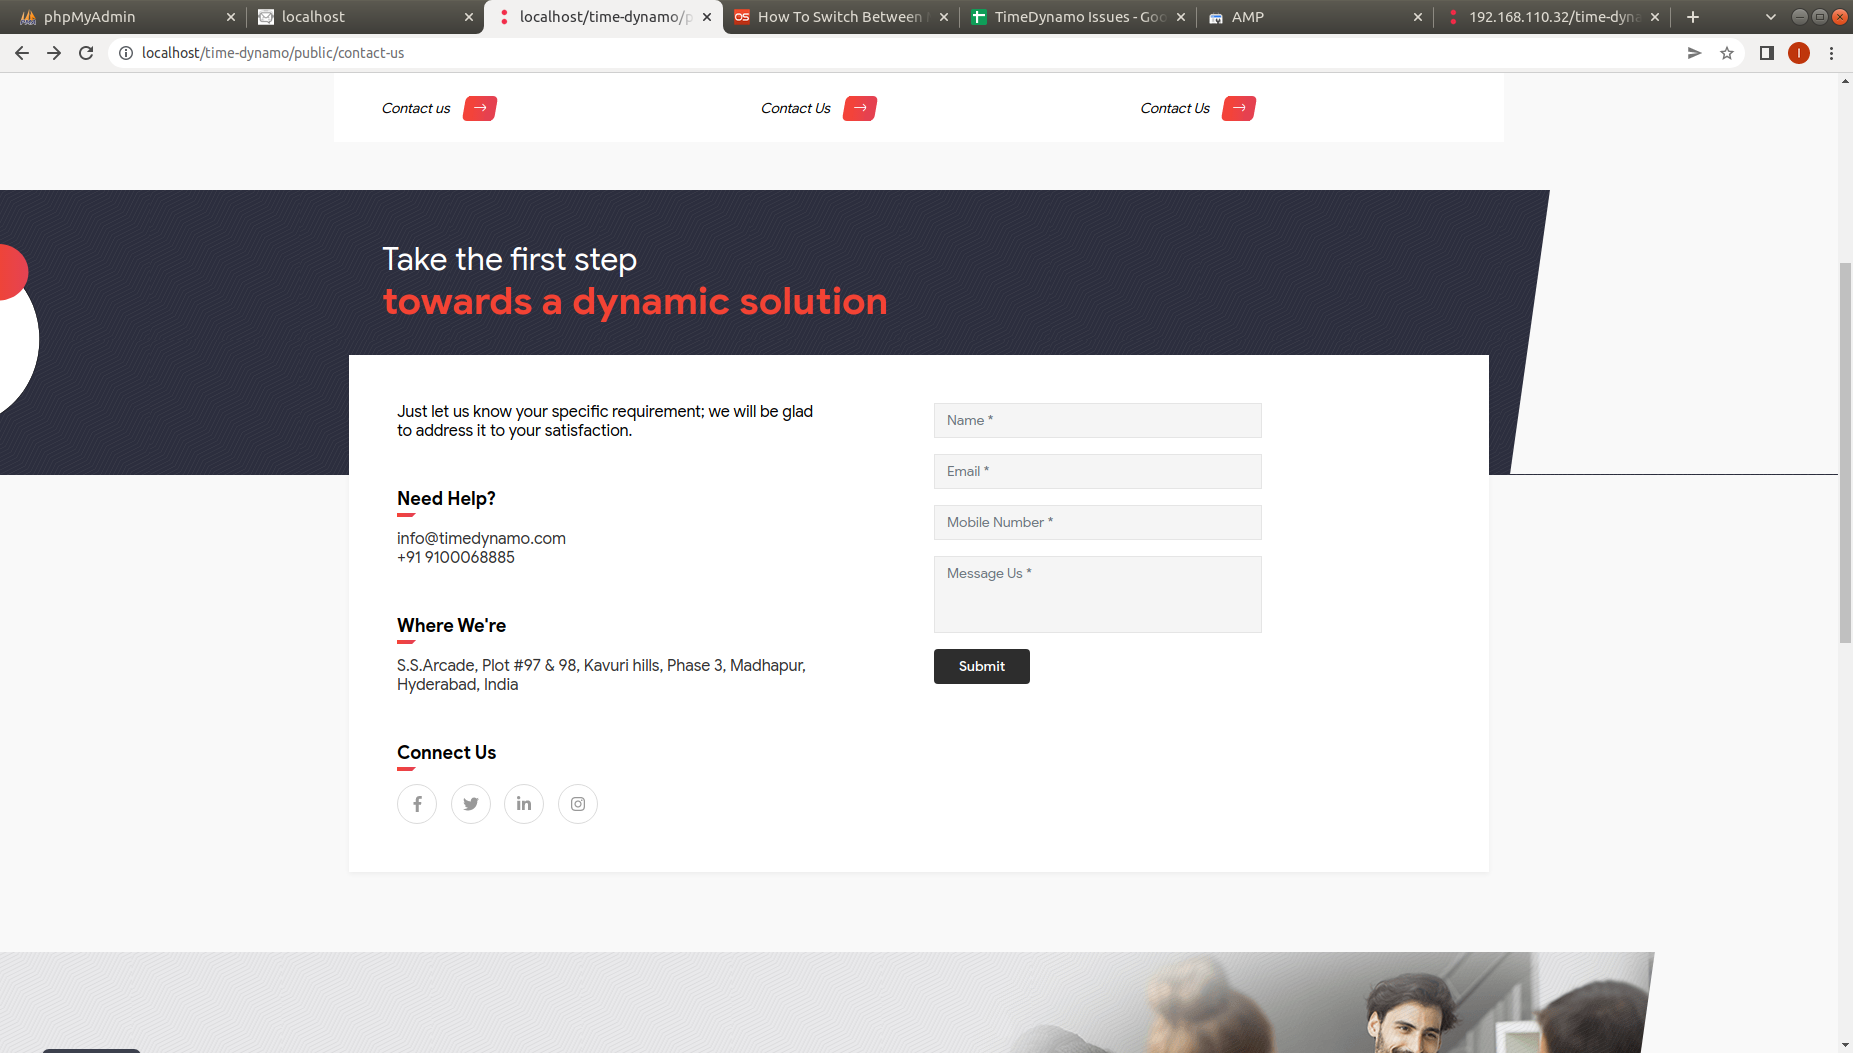 phpMyAdmin
localhost
localhost/time-dynamo/p
How To Switch Between
TimeDynamo Issues - Goo
AMP
192.168.110.32/time-dyna
localhost/time-dynamo/public/contact-us
I
Contact us
Contact Us
Contact Us
Take the first step
towards a dynamic solution
Just let us know your specific requirement; we will be glad
to address it to your satisfaction.
Need Help?
info@timedynamo.com
+91 9100068885
Where We're
S.S.Arcade, Plot #97 & 98, Kavuri hills, Phase 3, Madhapur,
Hyderabad, India
Connect Us
Name *
Email *
Mobile Number *
Message Us *
Submit